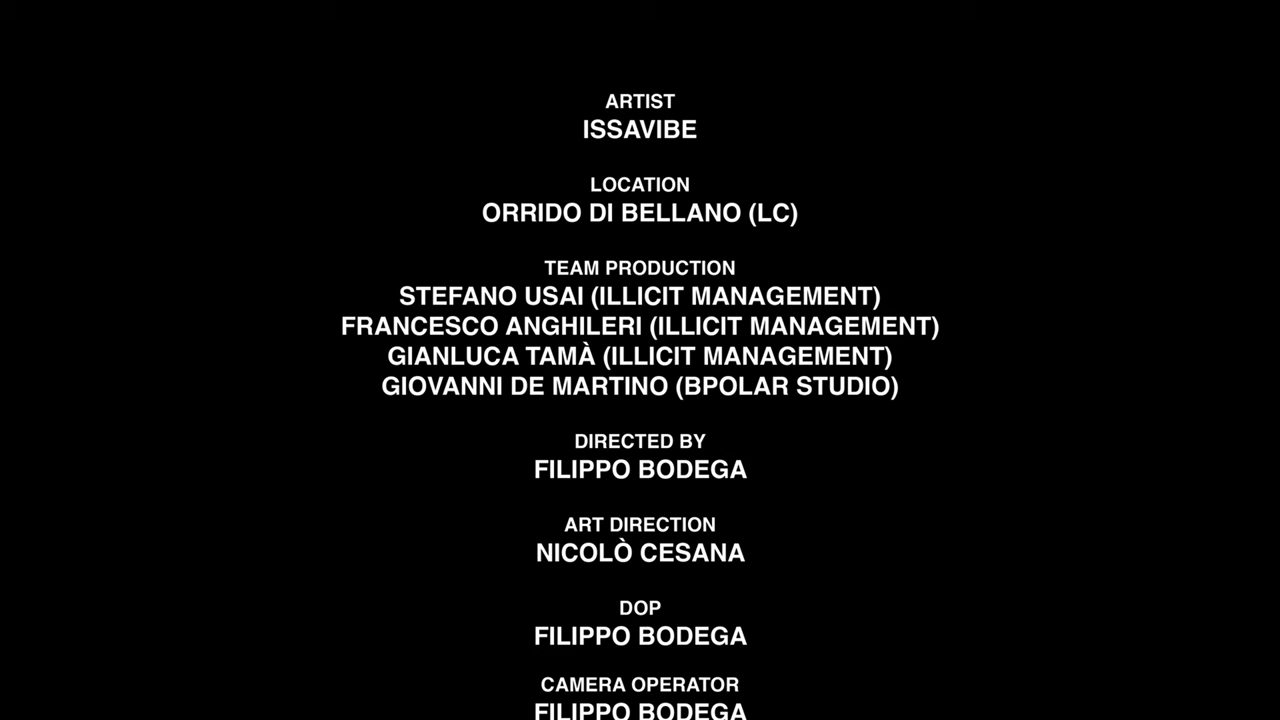 ARTIST
ISSAVIBE
LOCATION
ORRIDO DI BELLANO (LC)
TEAM PRODUCTION
STEFANO USAI (ILLICIT MANAGEMENT)
FRANCESCO ANGHILERI (ILLICIT MANAGEMENT)
GIANLUCA TAMÀ (ILLICIT MANAGEMENT)
GIOVANNI DE MARTINO (BPOLAR STUDIO)
DIRECTED BY
FILIPPO BODEGA
ART DIRECTION
NICOLÒ CESANA
DOP
FILIPPO BODEGA
CAMERA OPERATOR
FILIPPO BODEGA